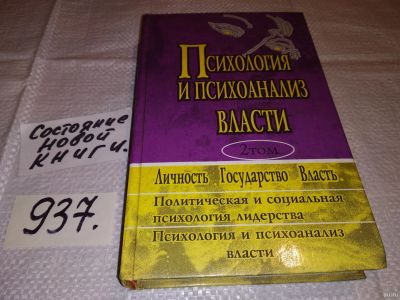 Состояние
новой
книги.
937.
Психология
и психоанализ
власти
2 том
Личность Государство Власть
Политическая и социальная
психология лидерства
Психология и психоанализ
власти